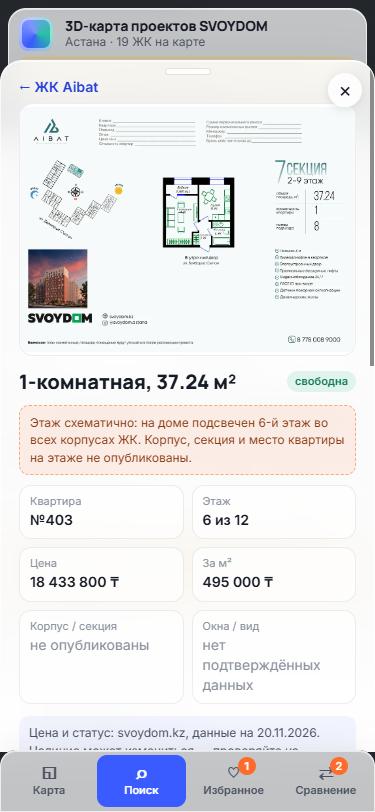 3D-карта проектов SVOYDOM
Астана · 19 ЖК на карте
← ЖК Aibat
AIBAT
7 СЕКЦИЯ
2-9 этаж
37.24
1
8
SVOYDOM
svoydom.kz
8 778 008 9000
1-комнатная, 37.24 м²
свободна
Этаж схематично: на доме подсвечен 6-й этаж во
всех корпусах ЖК. Корпус, секция и место квартиры
на этаже не опубликованы.
Квартира
№403
Этаж
6 из 12
Цена
18 433 800 ₸
За м²
495 000 ₸
Корпус / секция
не опубликованы
Окна / вид
нет
подтверждённых
данных
Цена и статус: svoydom.kz, данные на 20.11.2026.
Карта
Поиск
Избранное
1
Сравнение
2